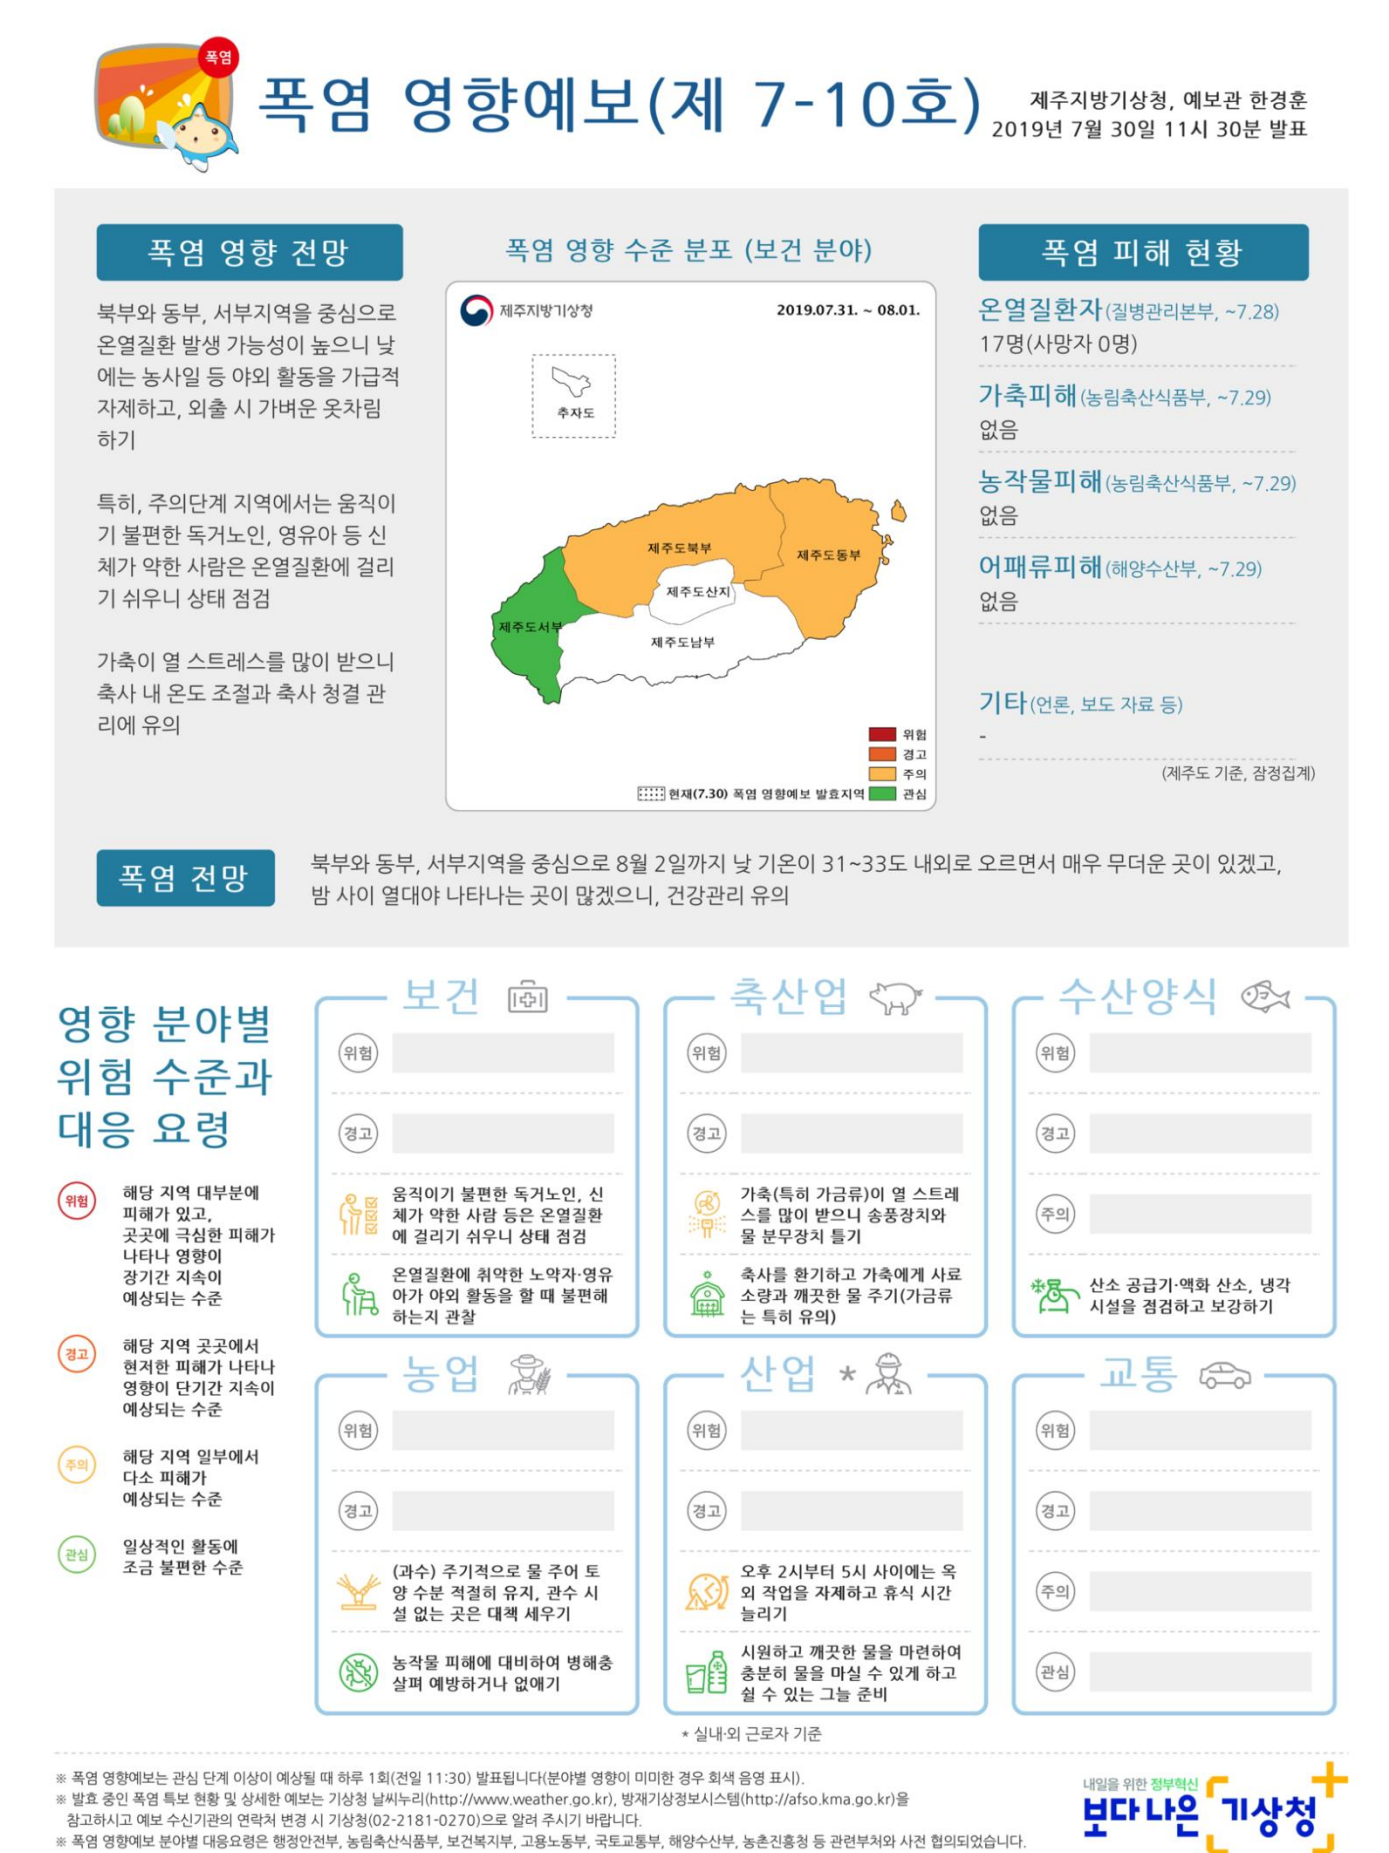 폭염
폭염 영향예보(제 7-10호)
제주지방기상청, 예보관 한경훈
2019년 7월 30일 11시 30분 발표
폭염 영향 전망
북부와 동부, 서부지역을 중심으로
온열질환 발생 가능성이 높으니 낮
에는 농사일 등 야외 활동을 가급적
자제하고, 외출 시 가벼운 옷차림
하기
특히, 주의단계 지역에서는 움직이
기 불편한 독거노인, 영유아 등 신
체가 약한 사람은 온열질환에 걸리
기 쉬우니 상태 점검
가축이 열 스트레스를 많이 받으니
축사 내 온도 조절과 축사 청결 관
리에 유의
폭염 영향 수준 분포 (보건 분야)
제주지방기상청
2019.07.31. ~ 08.01.
추자도
제주도북부
제주도동부
제주도산지
제주도서부
제주도남부
위험
경고
주의
현재(7.30) 폭염 영향예보 발효지역
관심
폭염 피해 현황
온열질환자(질병관리본부, ~7.28)
17명(사망자 0명)
가축피해(농림축산식품부, ~7.29)
없음
농작물피해(농림축산식품부, ~7.29)
없음
어패류피해(해양수산부, ~7.29)
없음
기타(언론, 보도 자료 등)
-
(제주도 기준, 잠정집계)
폭염 전망
북부와 동부, 서부지역을 중심으로 8월 2일까지 낮 기온이 31~33도 내외로 오르면서 매우 무더운 곳이 있겠고,
밤 사이 열대야 나타나는 곳이 많겠으니, 건강관리 유의
영향 분야별
위험 수준과
대응 요령
위험
해당 지역 대부분에
피해가 있고,
곳곳에 극심한 피해가
나타나 영향이
장기간 지속이
예상되는 수준
경고
해당 지역 곳곳에서
현저한 피해가 나타나
영향이 단기간 지속이
예상되는 수준
주의
해당 지역 일부에서
다소 피해가
예상되는 수준
관심
일상적인 활동에
조금 불편한 수준
보건
위험
경고
움직이기 불편한 독거노인, 신
체가 약한 사람 등은 온열질환
에 걸리기 쉬우니 상태 점검
온열질환에 취약한 노약자·영유
아가 야외 활동을 할 때 불편해
하는지 관찰
축산업
위험
경고
가축(특히 가금류)이 열 스트레
스를 많이 받으니 송풍장치와
물 분무장치 틀기
축사를 환기하고 가축에게 사료
소량과 깨끗한 물 주기(가금류
는 특히 유의)
수산양식
위험
경고
주의
산소 공급기·액화 산소, 냉각
시설을 점검하고 보강하기
농업
위험
경고
(과수) 주기적으로 물 주어 토
양 수분 적절히 유지, 관수 시
설 없는 곳은 대책 세우기
농작물 피해에 대비하여 병해충
살펴 예방하거나 없애기
산업 *
위험
경고
오후 2시부터 5시 사이에는 옥
외 작업을 자제하고 휴식 시간
늘리기
시원하고 깨끗한 물을 마련하여
충분히 물을 마실 수 있게 하고
쉴 수 있는 그늘 준비
* 실내·외 근로자 기준
교통
위험
경고
주의
관심
※ 폭염 영향예보는 관심 단계 이상이 예상될 때 하루 1회(전일 11:30) 발표됩니다(분야별 영향이 미미한 경우 회색 음영 표시).
※ 발효 중인 폭염 특보 현황 및 상세한 예보는 기상청 날씨누리(http://www.weather.go.kr), 방재기상정보시스템(http://afso.kma.go.kr)을
참고하시고 예보 수신기관의 연락처 변경 시 기상청(02-2181-0270)으로 알려 주시기 바랍니다.
※ 폭염 영향예보 분야별 대응요령은 행정안전부, 농림축산식품부, 보건복지부, 고용노동부, 국토교통부, 해양수산부, 농촌진흥청 등 관련부처와 사전 협의되었습니다.
내일을 위한 정부혁신
보다나은 기상청